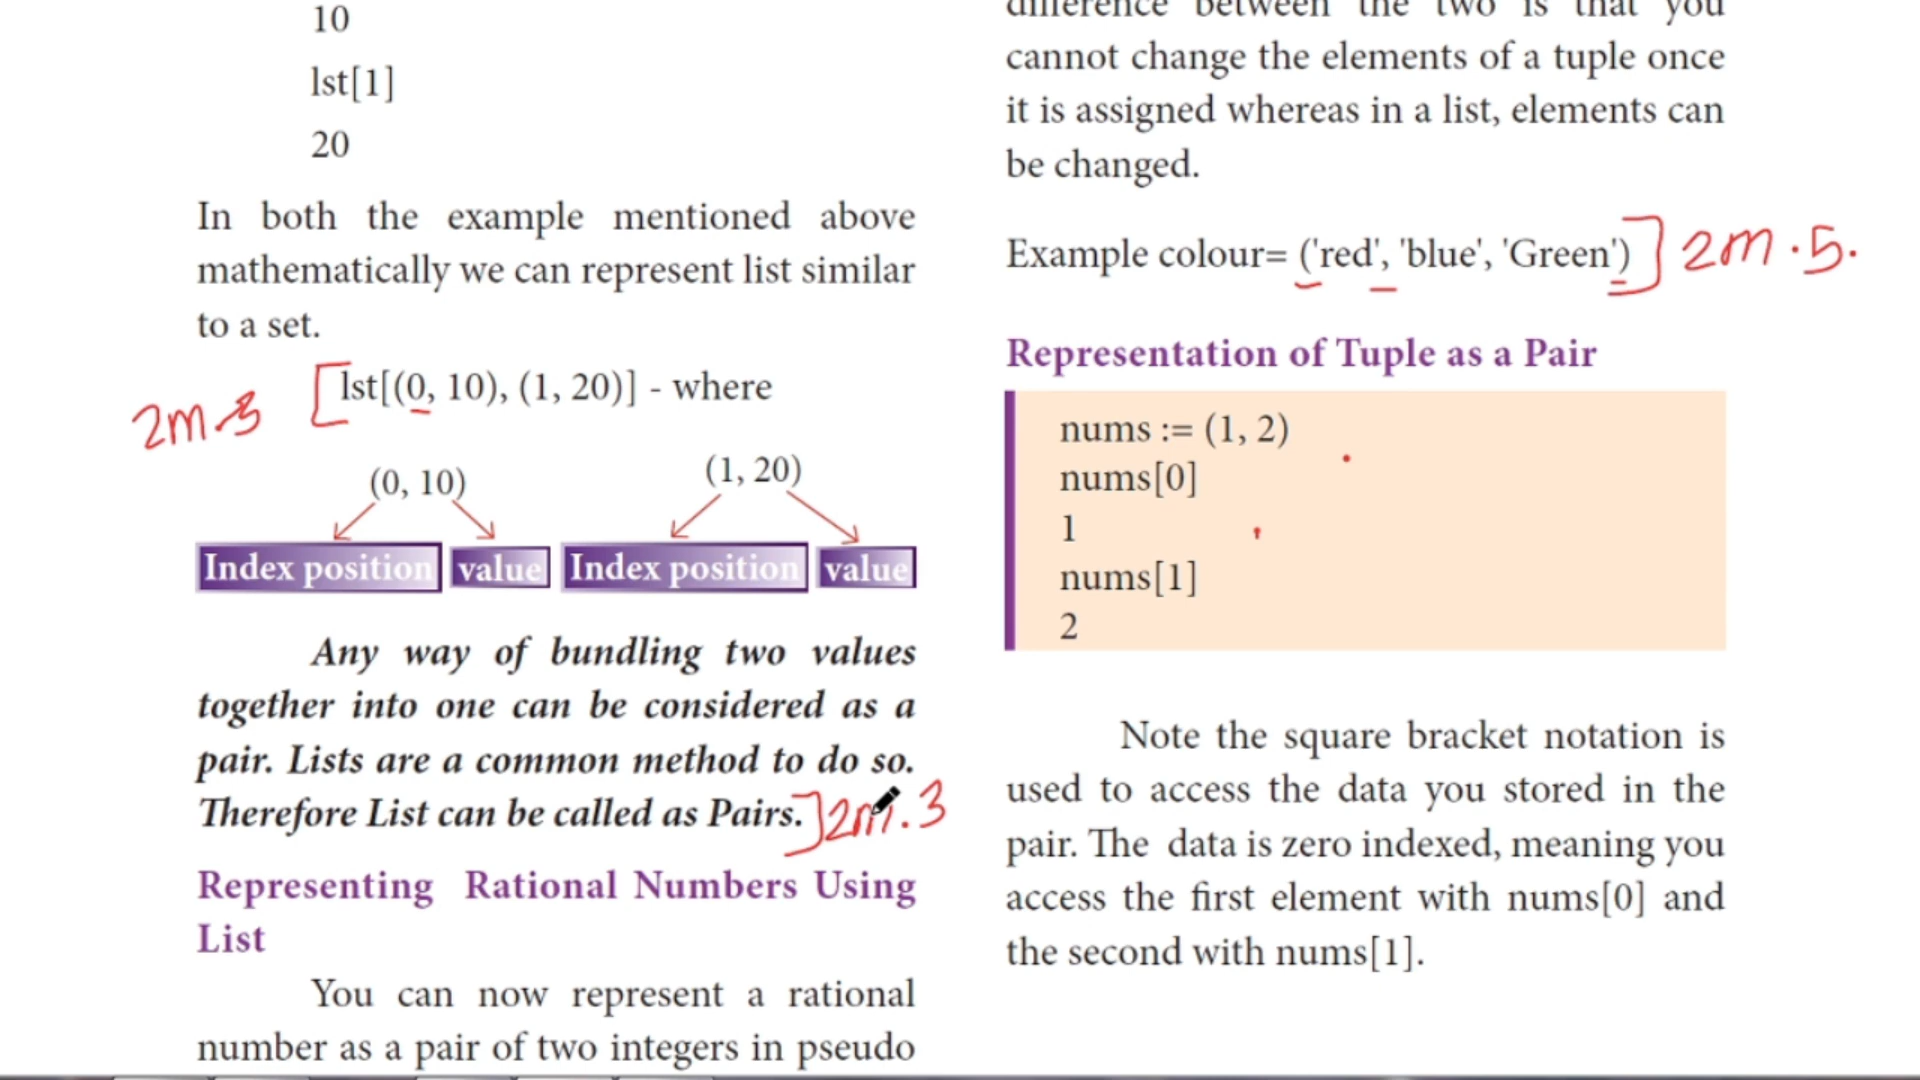 10
lst[1]
20
In both the example mentioned above
mathematically we can represent list similar
to a set.
2m.3 [ lst[(0, 10), (1, 20)] - where
(0, 10) (1, 20)
Index position value Index position value
Any way of bundling two values
together into one can be considered as a
pair. Lists are a common method to do so.
Therefore List can be called as Pairs. ] 2m.3
Representing Rational Numbers Using
List
You can now represent a rational
number as a pair of two integers in pseudo
difference between the two is that you
cannot change the elements of a tuple once
it is assigned whereas in a list, elements can
be changed.
Example colour= ('red', 'blue', 'Green') ] 2m.5.
Representation of Tuple as a Pair
nums := (1, 2)
nums[0]
1
nums[1]
2
Note the square bracket notation is
used to access the data you stored in the
pair. The data is zero indexed, meaning you
access the first element with nums[0] and
the second with nums[1].